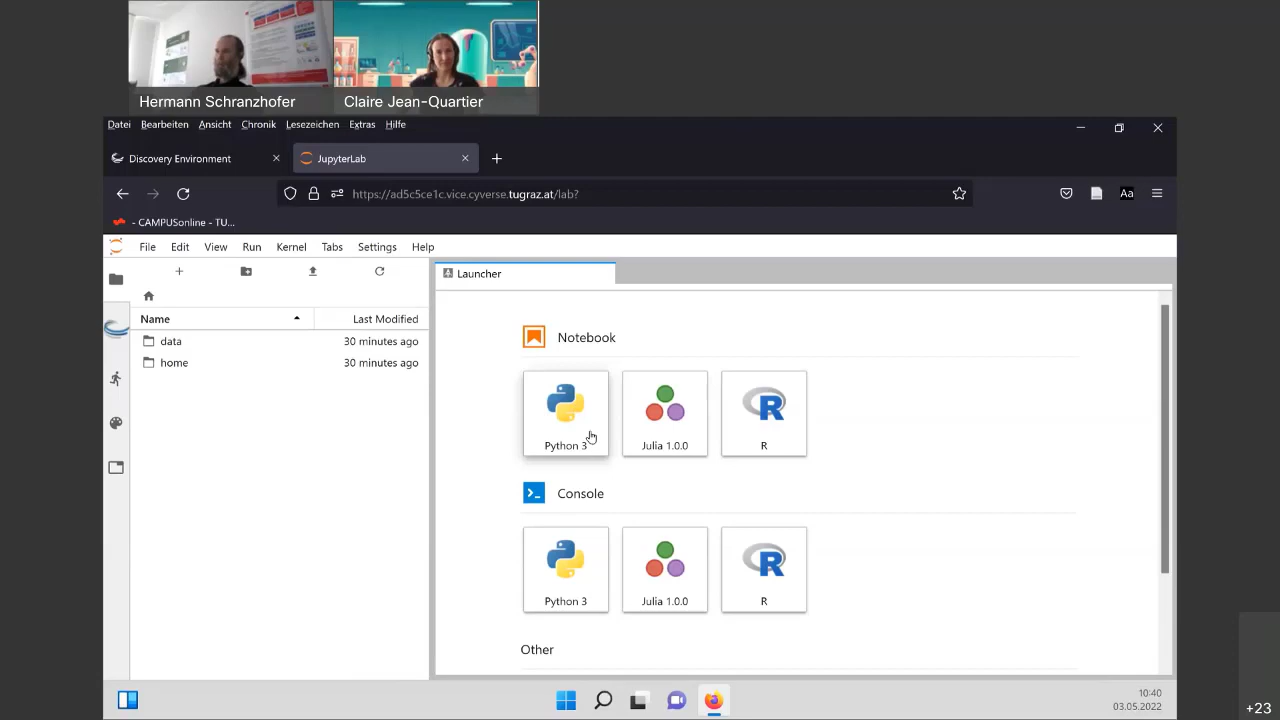 Hermann Schranzhofer
Claire Jean-Quartier
Datei Bearbeiten Ansicht Chronik Lesezeichen Extras Hilfe
Discovery Environment
JupyterLab
https://ad5c5ce1c.vice.cyverse.tugraz.at/lab?
Aa
- CAMPUSonline - TU...
File Edit View Run Kernel Tabs Settings Help
Launcher
Name Last Modified
data 30 minutes ago
home 30 minutes ago
Notebook
Python 3 Julia 1.0.0 R
Console
Python 3 Julia 1.0.0 R
Other
10:40
03.05.2022
+23